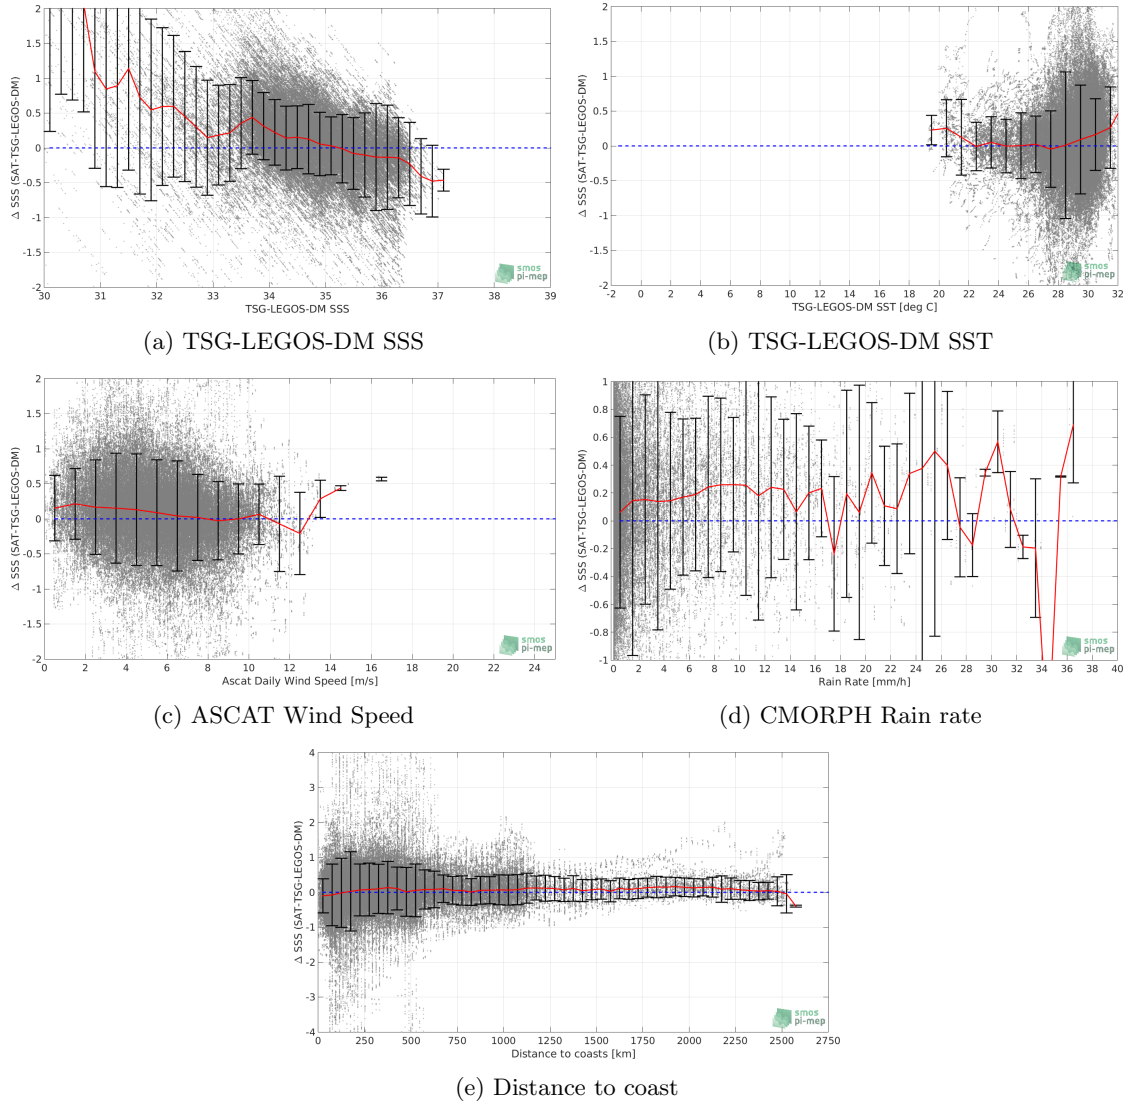 2
1.5
1
0.5
0
-0.5
-1
-1.5
-2
Δ SSS (SAT-TSG-LEGOS-DM)
30 31 32 33 34 35 36 37 38 39
TSG-LEGOS-DM SSS
smos
pi-mep
(a) TSG-LEGOS-DM SSS
2
1.5
1
0.5
0
-0.5
-1
-1.5
-2
Δ SSS (SAT-TSG-LEGOS-DM)
-2 0 2 4 6 8 10 12 14 16 18 20 22 24 26 28 30 32
TSG-LEGOS-DM SST [deg C]
smos
pi-mep
(b) TSG-LEGOS-DM SST
2
1.5
1
0.5
0
-0.5
-1
-1.5
-2
Δ SSS (SAT-TSG-LEGOS-DM)
0 2 4 6 8 10 12 14 16 18 20 22 24
Ascat Daily Wind Speed [m/s]
smos
pi-mep
(c) ASCAT Wind Speed
1
0.8
0.6
0.4
0.2
0
-0.2
-0.4
-0.6
-0.8
-1
Δ SSS (SAT-TSG-LEGOS-DM)
0 2 4 6 8 10 12 14 16 18 20 22 24 26 28 30 32 34 36 38 40
Rain Rate [mm/h]
smos
pi-mep
(d) CMORPH Rain rate
4
3
2
1
0
-1
-2
-3
-4
Δ SSS (SAT-TSG-LEGOS-DM)
0 250 500 750 1000 1250 1500 1750 2000 2250 2500 2750
Distance to coasts [km]
smos
pi-mep
(e) Distance to coast